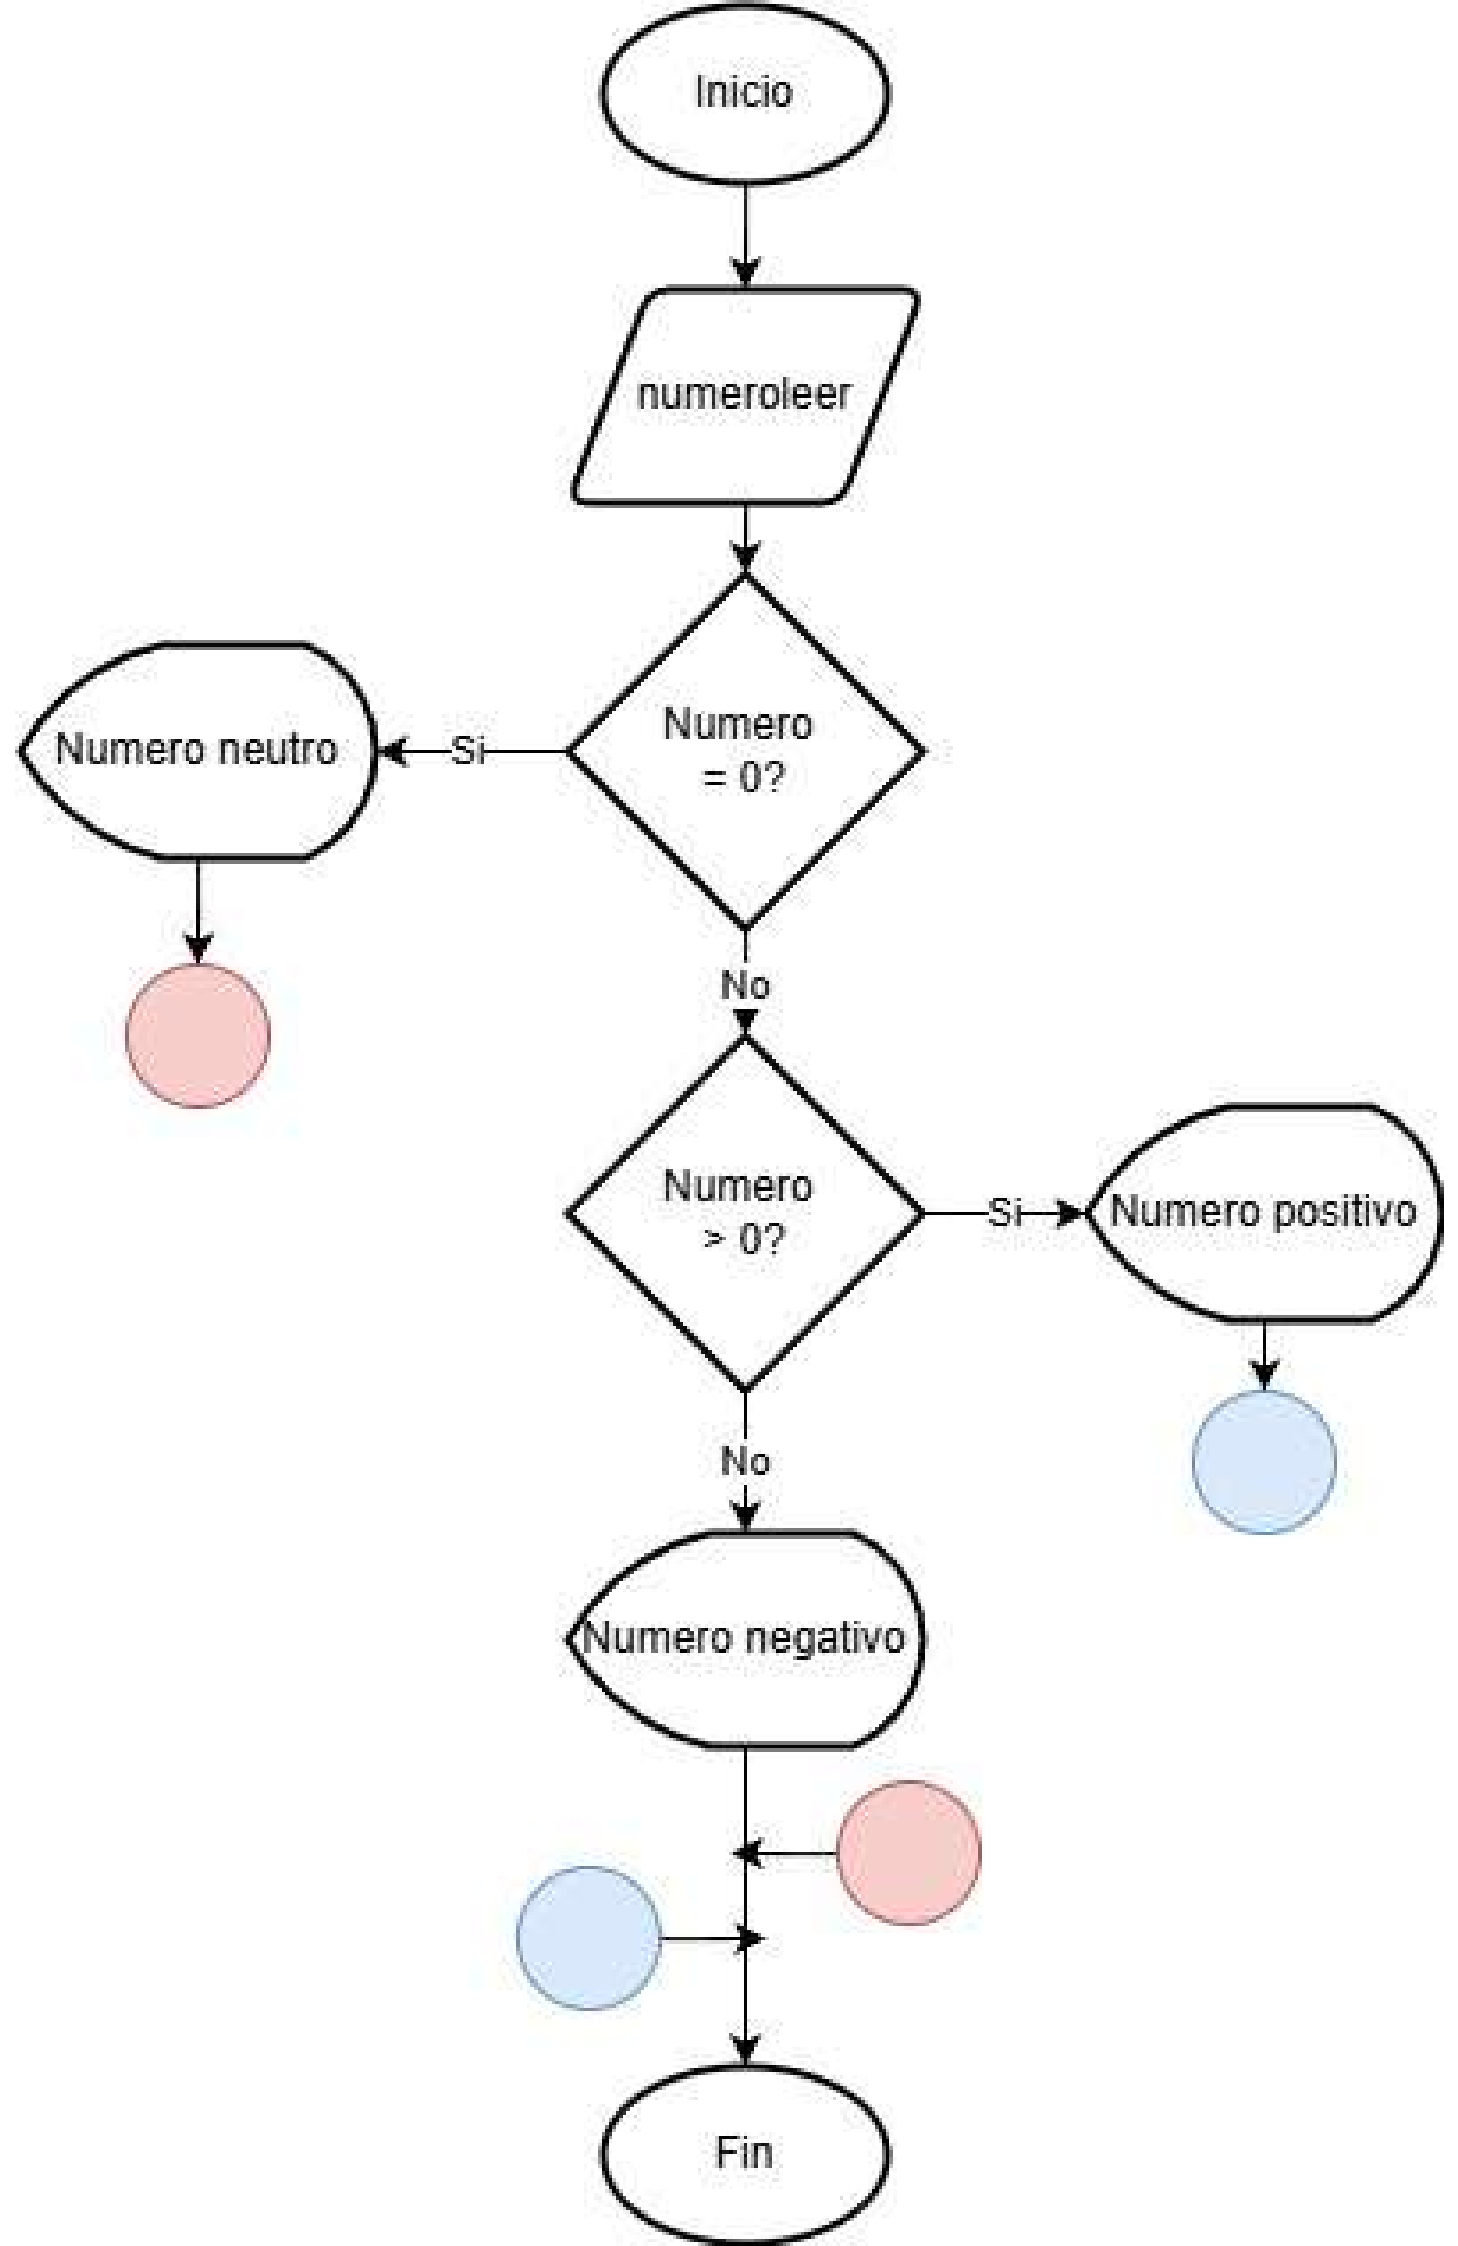 Inicio
numeroleer
Numero
= 0?
Si
Numero neutro
No
Numero
> 0?
Si
Numero positivo
No
Numero negativo
Fin